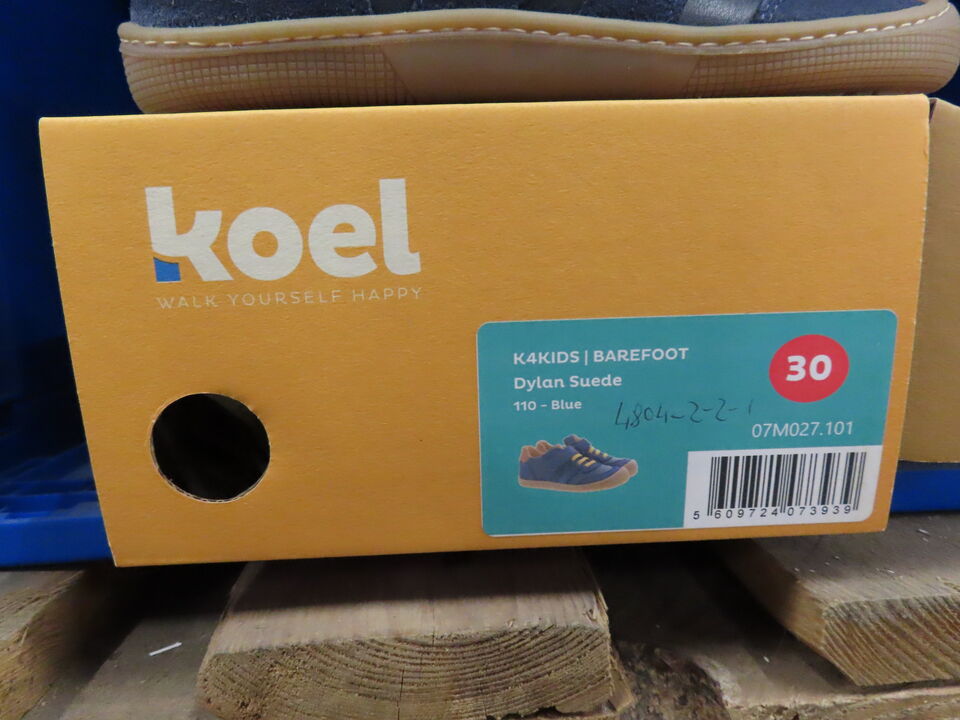 koel
WALK YOURSELF HAPPY
K4KIDS | BAREFOOT
30
Dylan Suede
110 - Blue
4804-2-2-1
07M027.101
5 609724 073939